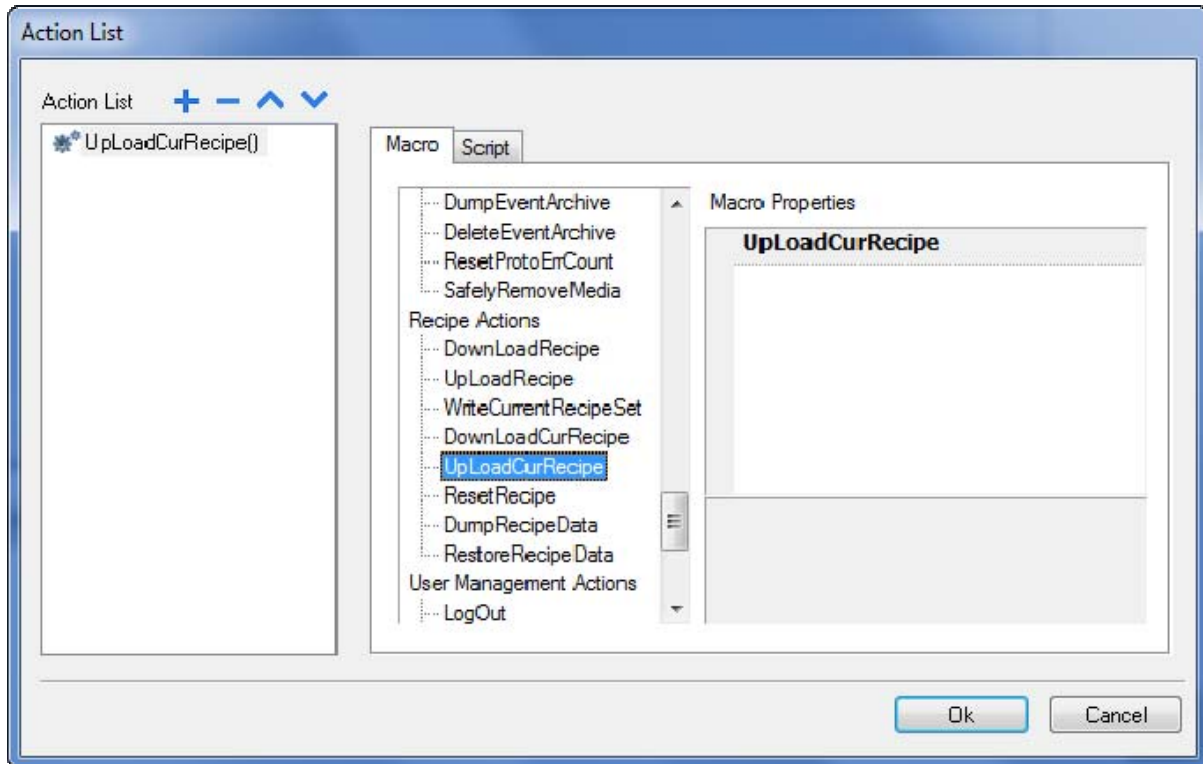 Action List
Action List
UpLoadCurRecipe()
Macro
Script
DumpEventArchive
DeleteEventArchive
ResetProtoErrCount
SafelyRemoveMedia
Recipe Actions
DownLoadRecipe
UpLoadRecipe
WriteCurrentRecipeSet
DownLoadCurRecipe
UpLoadCurRecipe
ResetRecipe
DumpRecipeData
RestoreRecipeData
User Management Actions
LogOut
Macro Properties
UpLoadCurRecipe
Ok
Cancel